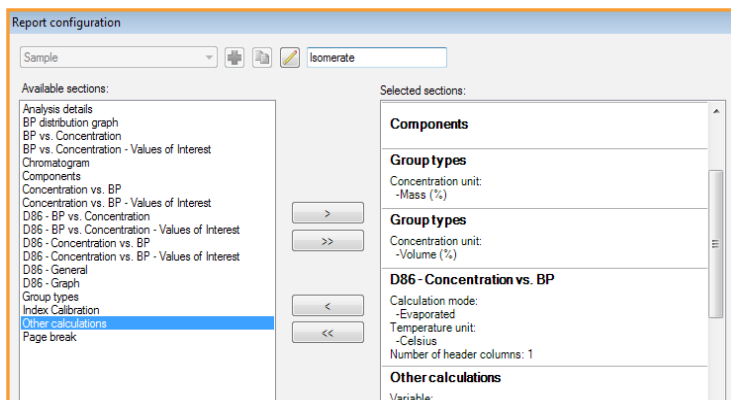 Report configuration
Sample
Isomerate
Available sections:
Analysis details
BP distribution graph
BP vs. Concentration
BP vs. Concentration - Values of Interest
Chromatogram
Components
Concentration vs. BP
Concentration vs. BP - Values of Interest
D86 - BP vs. Concentration
D86 - BP vs. Concentration - Values of Interest
D86 - Concentration vs. BP
D86 - Concentration vs. BP - Values of Interest
D86 - General
D86 - Graph
Group types
Index Calibration
Other calculations
Page break
>
>>
<
<<
Selected sections:
Components
Group types
Concentration unit:
-Mass (%)
Group types
Concentration unit:
-Volume (%)
D86 - Concentration vs. BP
Calculation mode:
-Evaporated
Temperature unit:
-Celsius
Number of header columns: 1
Other calculations
Variable: